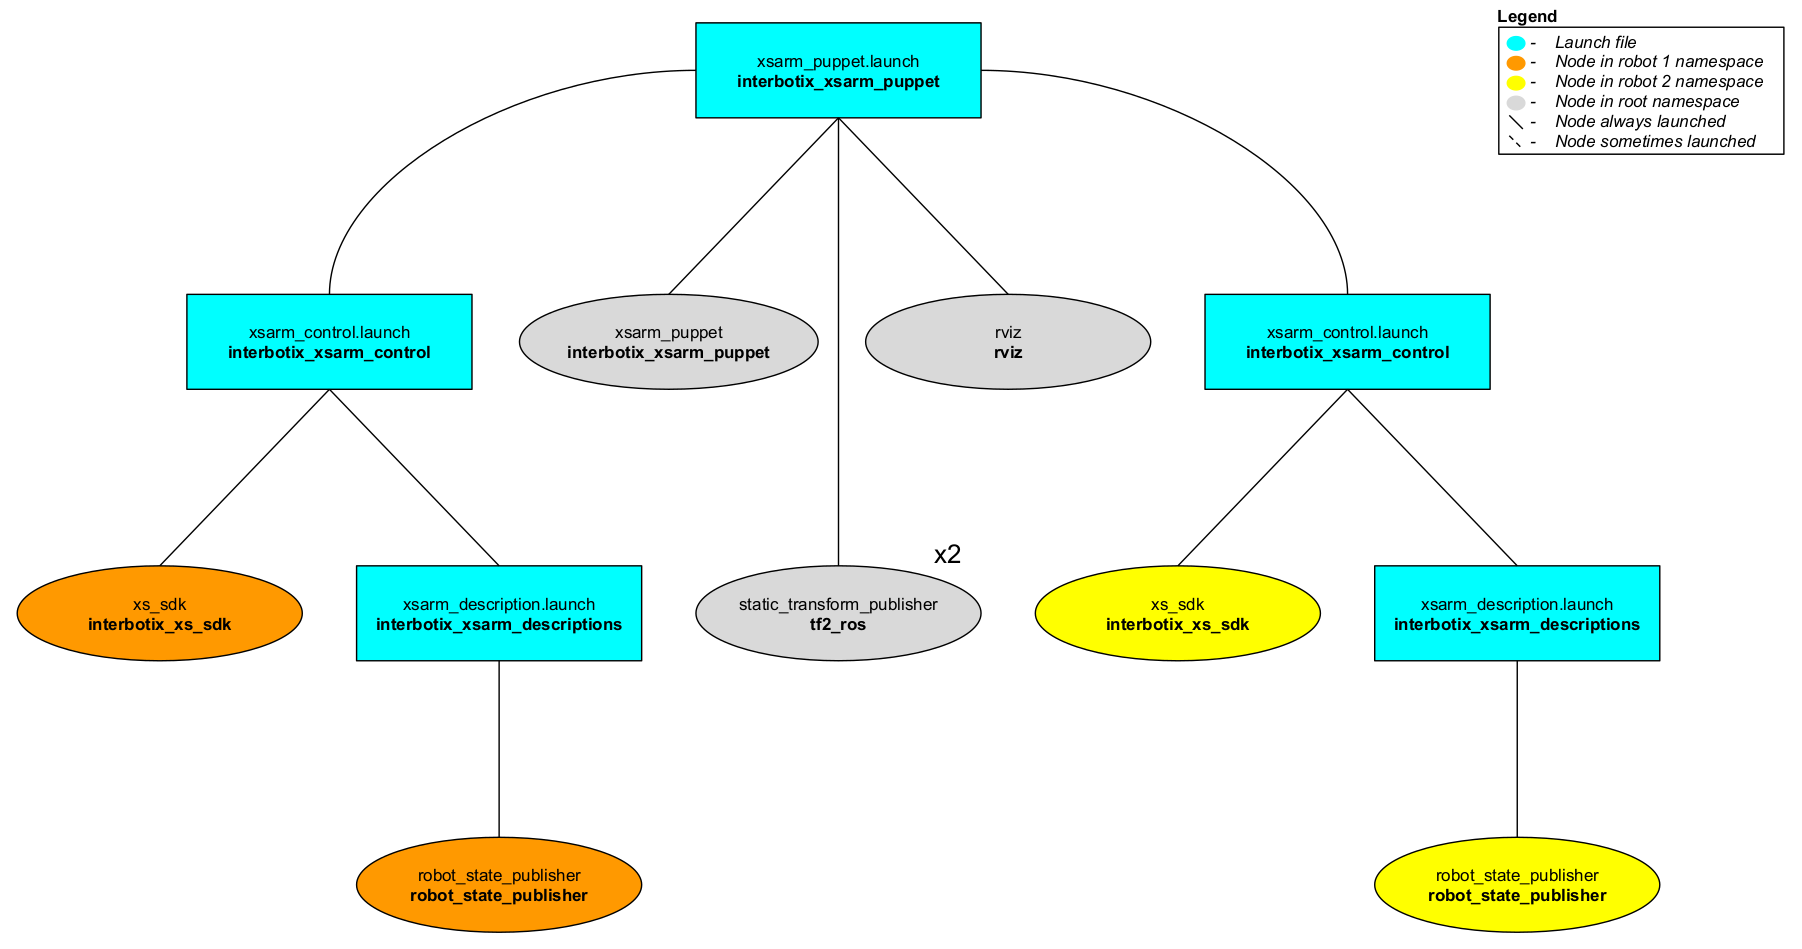 Legend
- Launch file
- Node in robot 1 namespace
- Node in robot 2 namespace
- Node in root namespace
- Node always launched
- Node sometimes launched
xsarm_puppet.launch
interbotix_xsarm_puppet
xsarm_control.launch
interbotix_xsarm_control
xsarm_puppet
interbotix_xsarm_puppet
rviz
rviz
xsarm_control.launch
interbotix_xsarm_control
xs_sdk
interbotix_xs_sdk
xsarm_description.launch
interbotix_xsarm_descriptions
x2
static_transform_publisher
tf2_ros
xs_sdk
interbotix_xs_sdk
xsarm_description.launch
interbotix_xsarm_descriptions
robot_state_publisher
robot_state_publisher
robot_state_publisher
robot_state_publisher